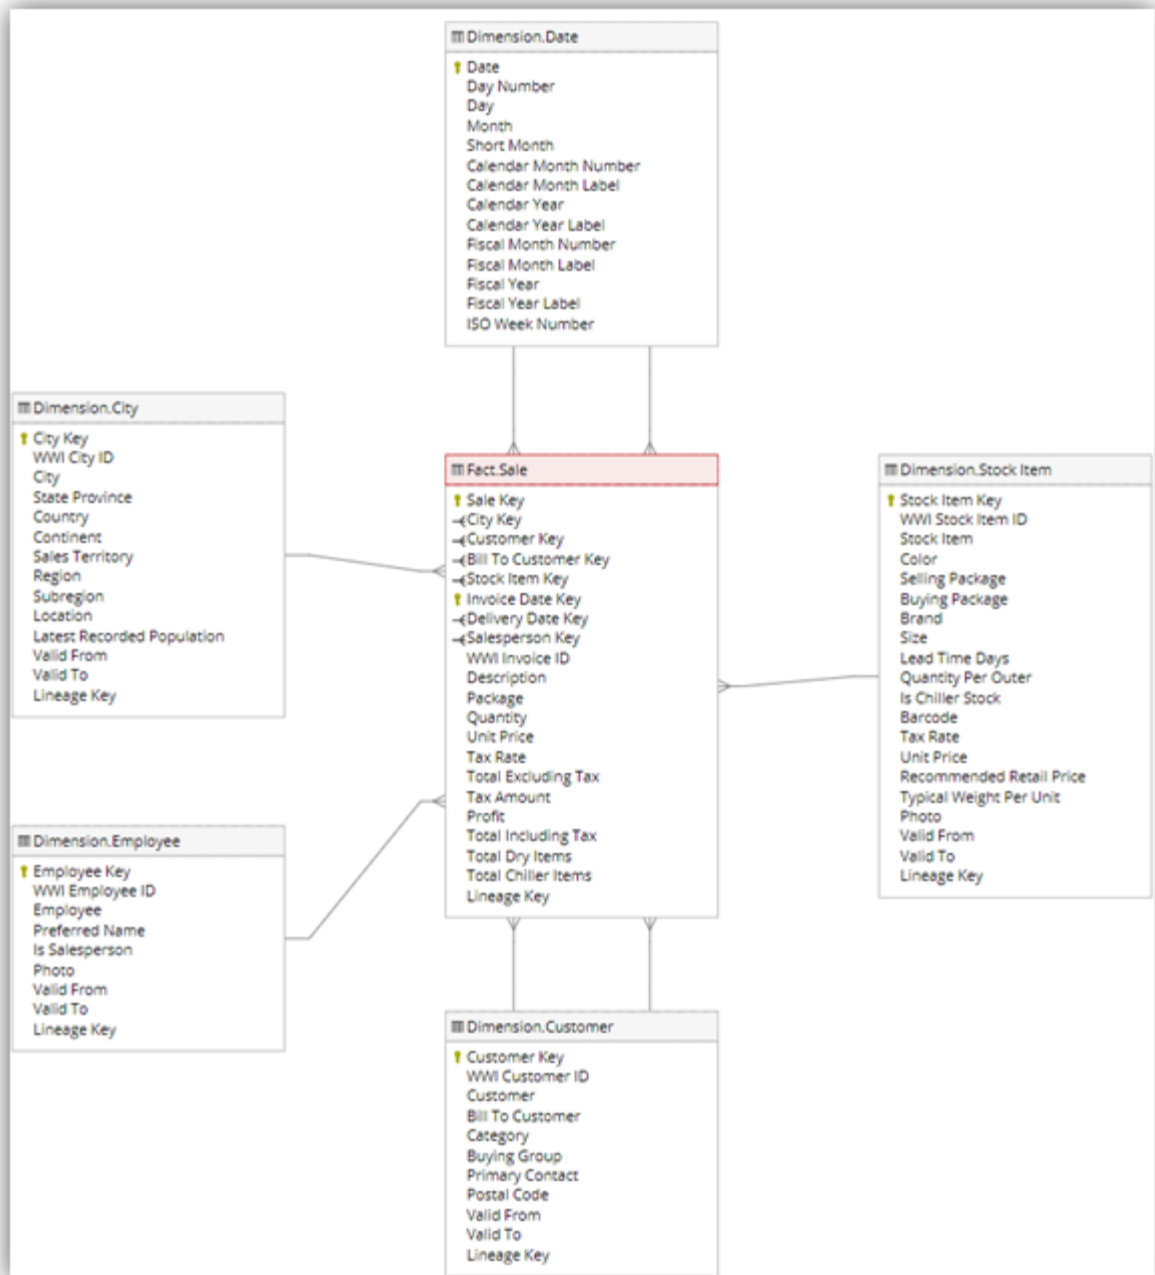 Dimension.Date
Date
Day Number
Day
Month
Short Month
Calendar Month Number
Calendar Month Label
Calendar Year
Calendar Year Label
Fiscal Month Number
Fiscal Month Label
Fiscal Year
Fiscal Year Label
ISO Week Number
Dimension.City
City Key
WWI City ID
City
State Province
Country
Continent
Sales Territory
Region
Subregion
Location
Latest Recorded Population
Valid From
Valid To
Lineage Key
Fact.Sale
Sale Key
City Key
Customer Key
Bill To Customer Key
Stock Item Key
Invoice Date Key
Delivery Date Key
Salesperson Key
WWI Invoice ID
Description
Package
Quantity
Unit Price
Tax Rate
Total Excluding Tax
Tax Amount
Profit
Total Including Tax
Total Dry Items
Total Chiller Items
Lineage Key
Dimension.Stock Item
Stock Item Key
WWI Stock Item ID
Stock Item
Color
Selling Package
Buying Package
Brand
Size
Lead Time Days
Quantity Per Outer
Is Chiller Stock
Barcode
Tax Rate
Unit Price
Recommended Retail Price
Typical Weight Per Unit
Photo
Valid From
Valid To
Lineage Key
Dimension.Employee
Employee Key
WWI Employee ID
Employee
Preferred Name
Is Salesperson
Photo
Valid From
Valid To
Lineage Key
Dimension.Customer
Customer Key
WWI Customer ID
Customer
Bill To Customer
Category
Buying Group
Primary Contact
Postal Code
Valid From
Valid To
Lineage Key